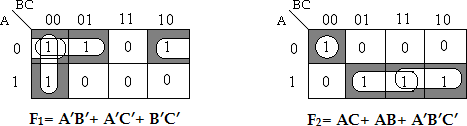 BC BC
A 00 01 11 10 A 00 01 11 10
0 1 1 0 1 0 1 0 0 0
1 1 0 0 0 1 0 1 1 1
F1= A′B′+ A′C′+ B′C′ F2= AC+ AB+ A′B′C′